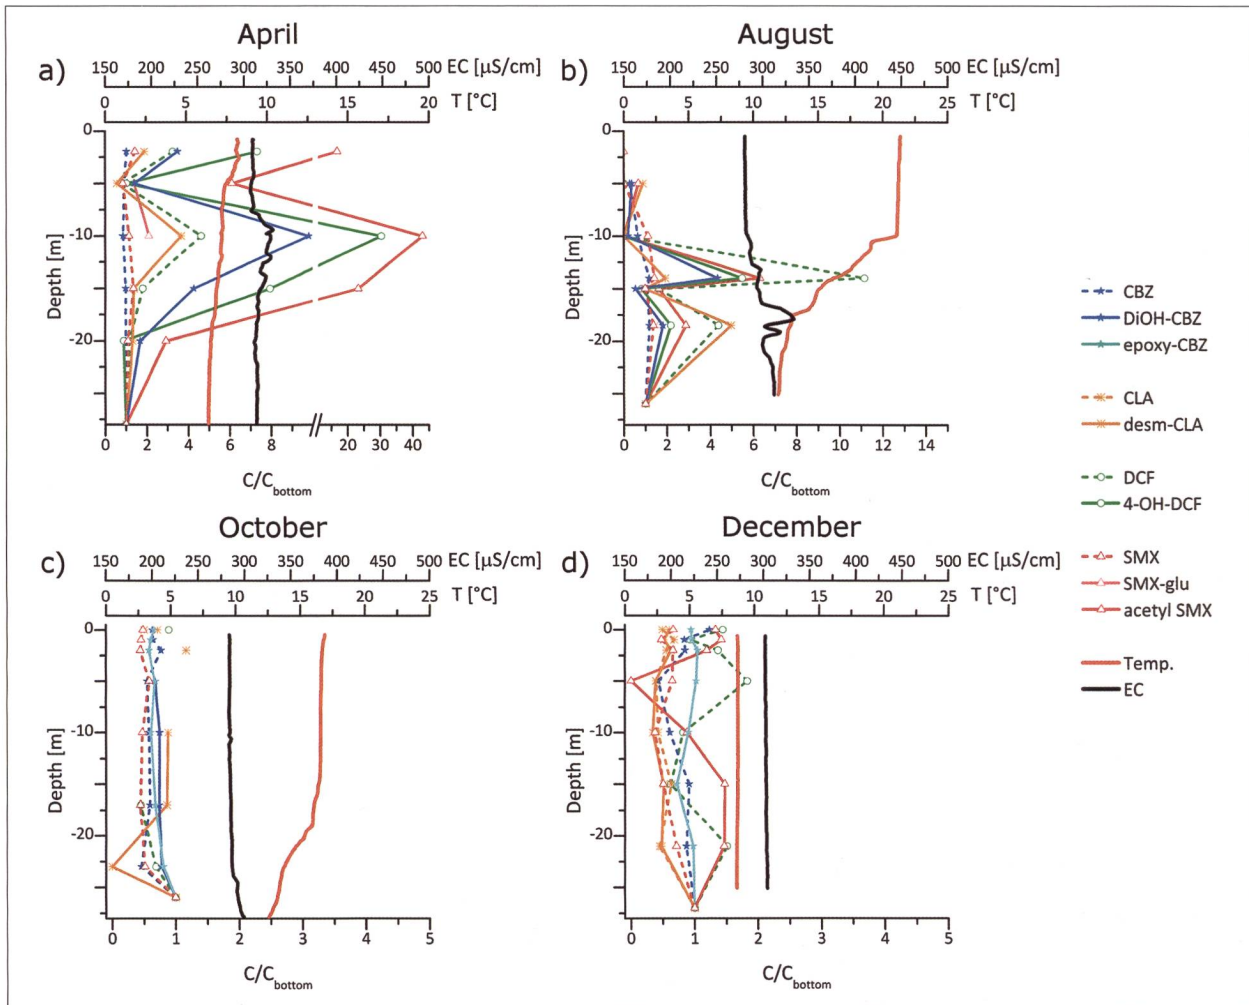 April
a)
150 200 250 300 350 400 450 500 EC [µS/cm]
0 5 10 15 20 T [°C]
0
-10
-20
Depth [m]
0 2 4 6 8 20 30 40
C/Cbottom
August
b)
150 200 250 300 350 400 450 500 EC [µS/cm]
0 5 10 15 20 25 T [°C]
0
-10
-20
Depth [m]
0 2 4 6 8 10 12 14
C/Cbottom
CBZ
DiOH-CBZ
epoxy-CBZ
CLA
desm-CLA
DCF
4-OH-DCF
SMX
SMX-glu
acetyl SMX
Temp.
EC
October
c)
150 200 250 300 350 400 450 500 EC [µS/cm]
0 5 10 15 20 25 T [°C]
0
-10
-20
Depth [m]
0 1 2 3 4 5
C/Cbottom
December
d)
150 200 250 300 350 400 450 500 EC [µS/cm]
0 5 10 15 20 25 T [°C]
0
-10
-20
Depth [m]
0 1 2 3 4 5
C/Cbottom